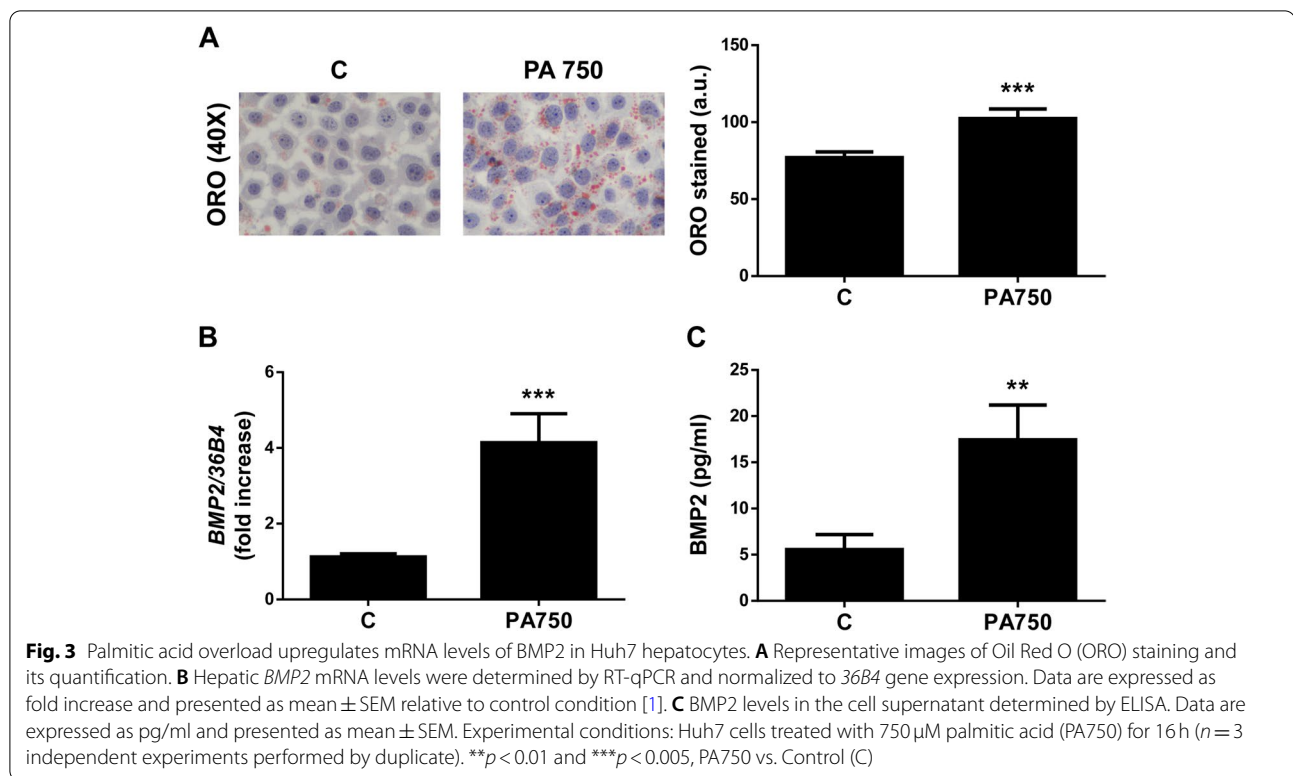 A
C
PA 750
ORO (40X)
ORO stained (a.u.)
150
100
50
0
***
C
PA750
B
BMP2/36B4
(fold increase)
6
4
2
0
***
C
PA750
C
BMP2 (pg/ml)
25
20
15
10
5
0
**
C
PA750
Fig. 3 Palmitic acid overload upregulates mRNA levels of BMP2 in Huh7 hepatocytes. A Representative images of Oil Red O (ORO) staining and
its quantification. B Hepatic BMP2 mRNA levels were determined by RT-qPCR and normalized to 36B4 gene expression. Data are expressed as
fold increase and presented as mean ± SEM relative to control condition [1]. C BMP2 levels in the cell supernatant determined by ELISA. Data are
expressed as pg/ml and presented as mean ± SEM. Experimental conditions: Huh7 cells treated with 750 μM palmitic acid (PA750) for 16 h (n = 3
independent experiments performed by duplicate). **p < 0.01 and ***p < 0.005, PA750 vs. Control (C)